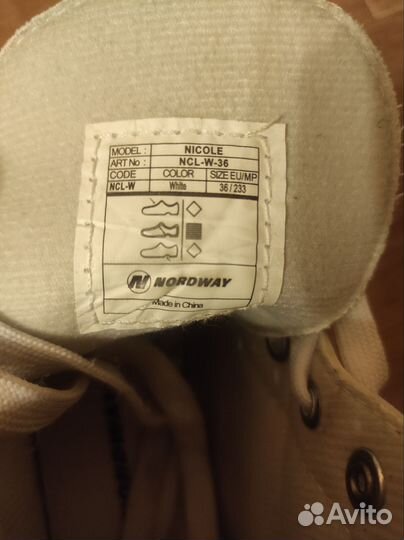 MODEL : NICOLE
ART No : NCL-W-36
CODE COLOR SIZE EU/MP
NCL-W White 36 / 233
NORDWAY
Made in China
Avito